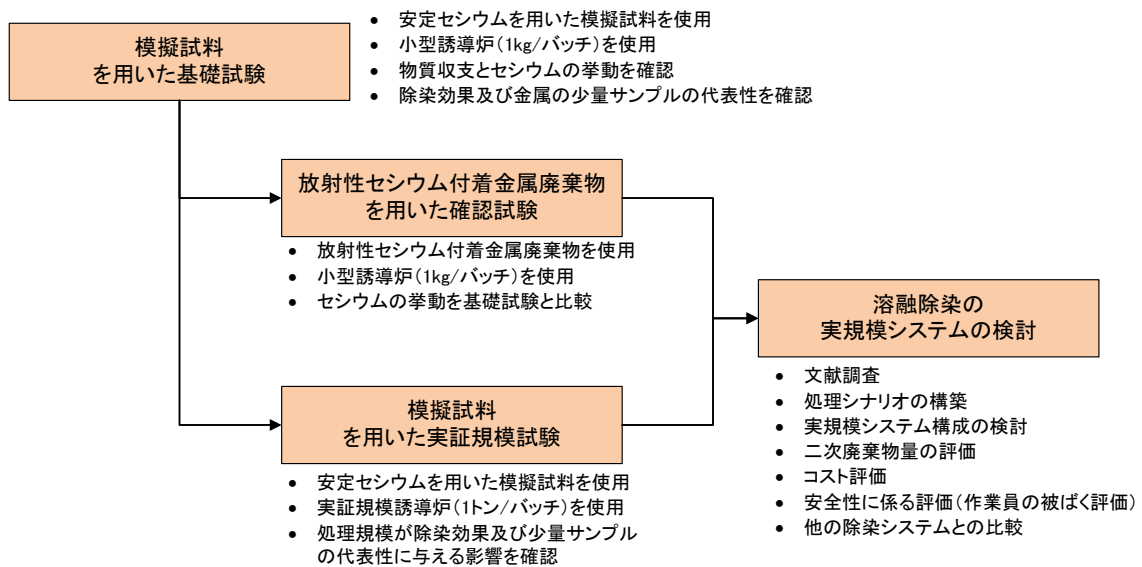 模擬試料
を用いた基礎試験
• 安定セシウムを用いた模擬試料を使用
• 小型誘導炉(1kg/バッチ)を使用
• 物質収支とセシウムの挙動を確認
• 除染効果及び金属の少量サンプルの代表性を確認
放射性セシウム付着金属廃棄物
を用いた確認試験
• 放射性セシウム付着金属廃棄物を使用
• 小型誘導炉(1kg/バッチ)を使用
• セシウムの挙動を基礎試験と比較
模擬試料
を用いた実証規模試験
• 安定セシウムを用いた模擬試料を使用
• 実証規模誘導炉(1トン/バッチ)を使用
• 処理規模が除染効果及び少量サンプル
の代表性に与える影響を確認
溶融除染の
実規模システムの検討
• 文献調査
• 処理シナリオの構築
• 実規模システム構成の検討
• 二次廃棄物量の評価
• コスト評価
• 安全性に係る評価(作業員の被ばく評価)
• 他の除染システムとの比較